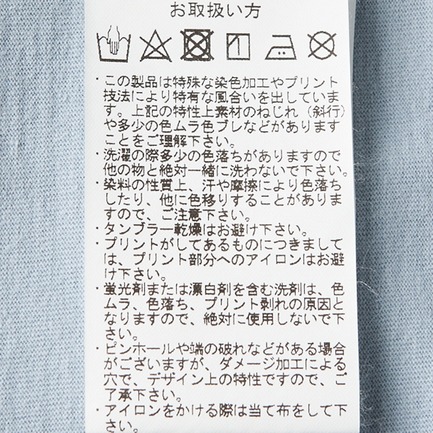 お取扱い方
・この製品は特殊な染色加工やプリント
技法により特有な風合いを出していま
す。上記の特性上素材のねじれ（斜行）
や多少の色ムラ色ブレなどがあります
ことをご理解下さい。
洗濯の際多少の色落ちがありますので
他の物と絶対一緒に洗わないで下さい。
・染料の性質上、汗や摩擦により色落ち
したり、他に色移りすることがありま
すので、ご注意下さい。
・タンブラー乾燥はお避け下さい。
・プリントがしてあるものにつきまして
は、プリント部分へのアイロンはお避
け下さい。
・蛍光剤または漂白剤を含む洗剤は、色
ムラ、色落ち、プリント剥れの原因と
なりますので、絶対に使用しないで下
さい。
・ピンホールや端の破れなどがある場合
がございますが、ダメージ加工による
穴で、デザイン上の特性ですので、ご
了承下さい。
・アイロンをかける際は当て布をして下
さい。